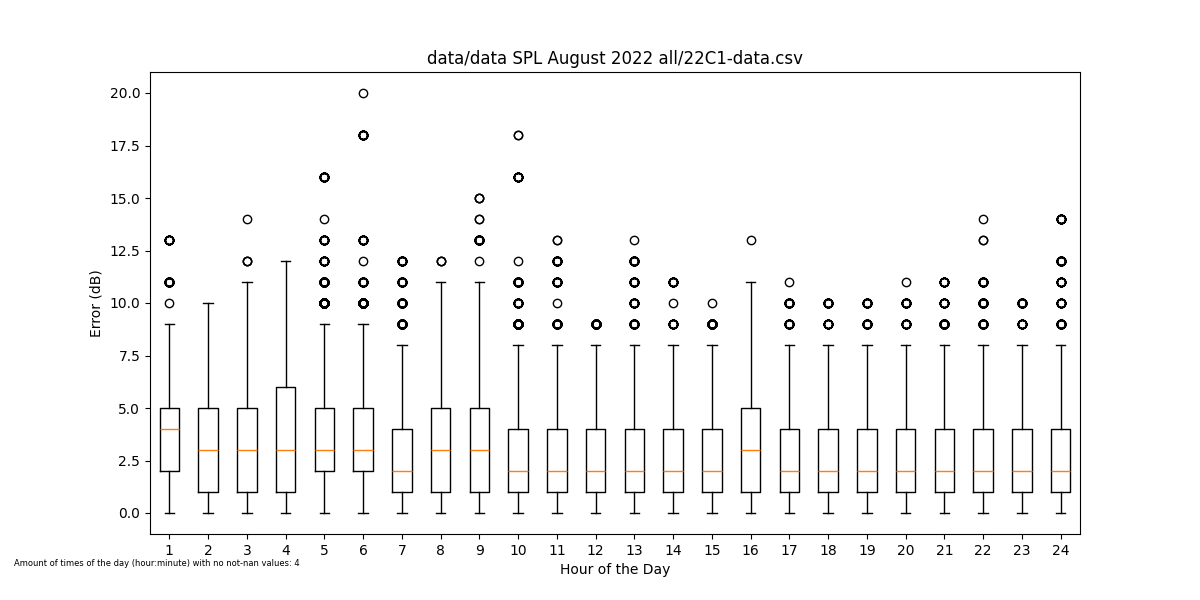 data/data SPL August 2022 all/22C1-data.csv
20.0
17.5
15.0
12.5
10.0
7.5
5.0
2.5
0.0
Error (dB)
1 2 3 4 5 6 7 8 9 10 11 12 13 14 15 16 17 18 19 20 21 22 23 24
Hour of the Day
Amount of times of the day (hour:minute) with no not-nan values: 4